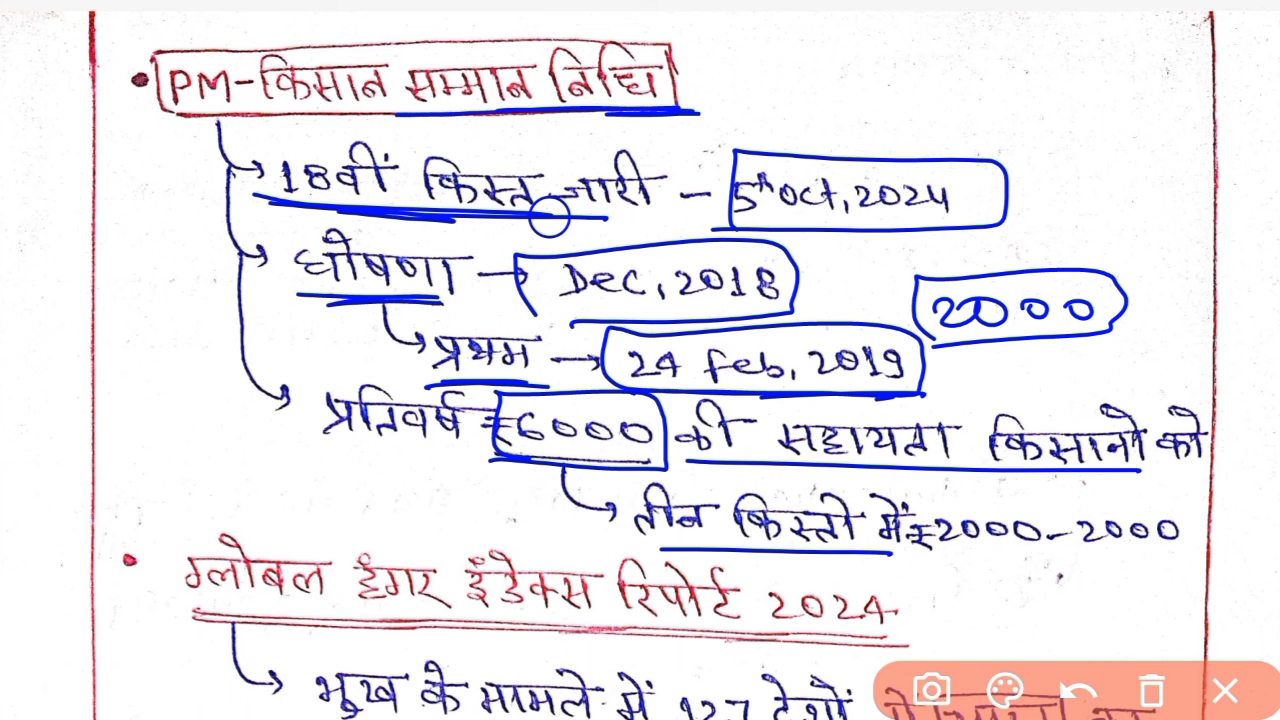 • PM-किसान सम्मान निधि
18वीं किस्त जारी - 5th Oct, 2024
घोषणा → Dec, 2018
2000
प्रथम → 24 Feb, 2019
प्रतिवर्ष ₹6000 की सहायता किसानो को
तीन किस्तो में ₹2000-2000
• ग्लोबल हंगर इंडेक्स रिपोर्ट 2024
भूख के मामले में 127 देशों